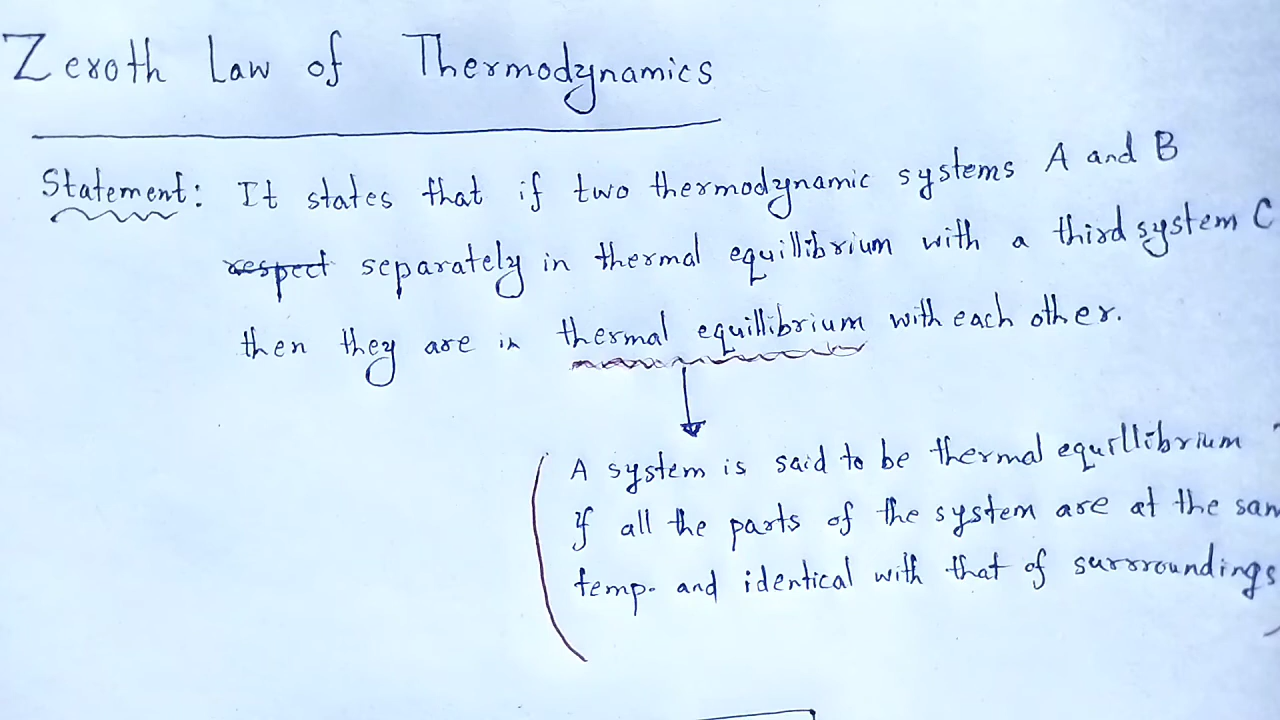 Zeroth Law of Thermodynamics
Statement: It states that if two thermodynamic systems A and B
respect separately in thermal equillibrium with a third system C
then they are in thermal equillibrium with each other.
A system is said to be thermal equillibrium
if all the parts of the system are at the sam
temp. and identical with that of surrroundings